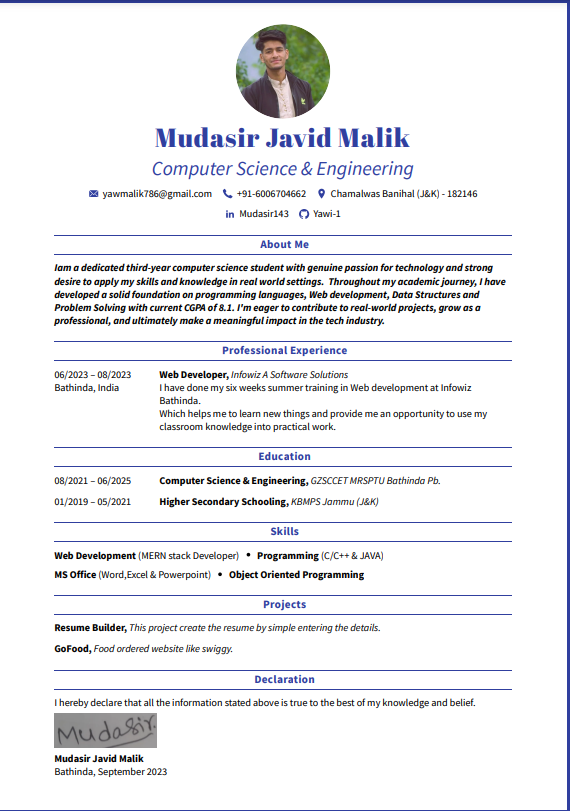 Mudasir Javid Malik
Computer Science & Engineering
yawmalik786@gmail.com +91-6006704662 Chamalwas Banihal (J&K) - 182146
in Mudasir143 Yawi-1
About Me
Iam a dedicated third-year computer science student with genuine passion for technology and strong
desire to apply my skills and knowledge in real world settings. Throughout my academic journey, I have
developed a solid foundation on programming languages, Web development, Data Structures and
Problem Solving with current CGPA of 8.1. I'm eager to contribute to real-world projects, grow as a
professional, and ultimately make a meaningful impact in the tech industry.
Professional Experience
06/2023 – 08/2023 Web Developer, Infowiz A Software Solutions
Bathinda, India I have done my six weeks summer training in Web development at Infowiz
Bathinda.
Which helps me to learn new things and provide me an opportunity to use my
classroom knowledge into practical work.
Education
08/2021 – 06/2025 Computer Science & Engineering, GZSCCET MRSPTU Bathinda Pb.
01/2019 – 05/2021 Higher Secondary Schooling, KBMPS Jammu (J&K)
Skills
Web Development (MERN stack Developer) • Programming (C/C++ & JAVA)
MS Office (Word,Excel & Powerpoint) • Object Oriented Programming
Projects
Resume Builder, This project create the resume by simple entering the details.
GoFood, Food ordered website like swiggy.
Declaration
I hereby declare that all the information stated above is true to the best of my knowledge and belief.
Mudasir.
Mudasir Javid Malik
Bathinda, September 2023